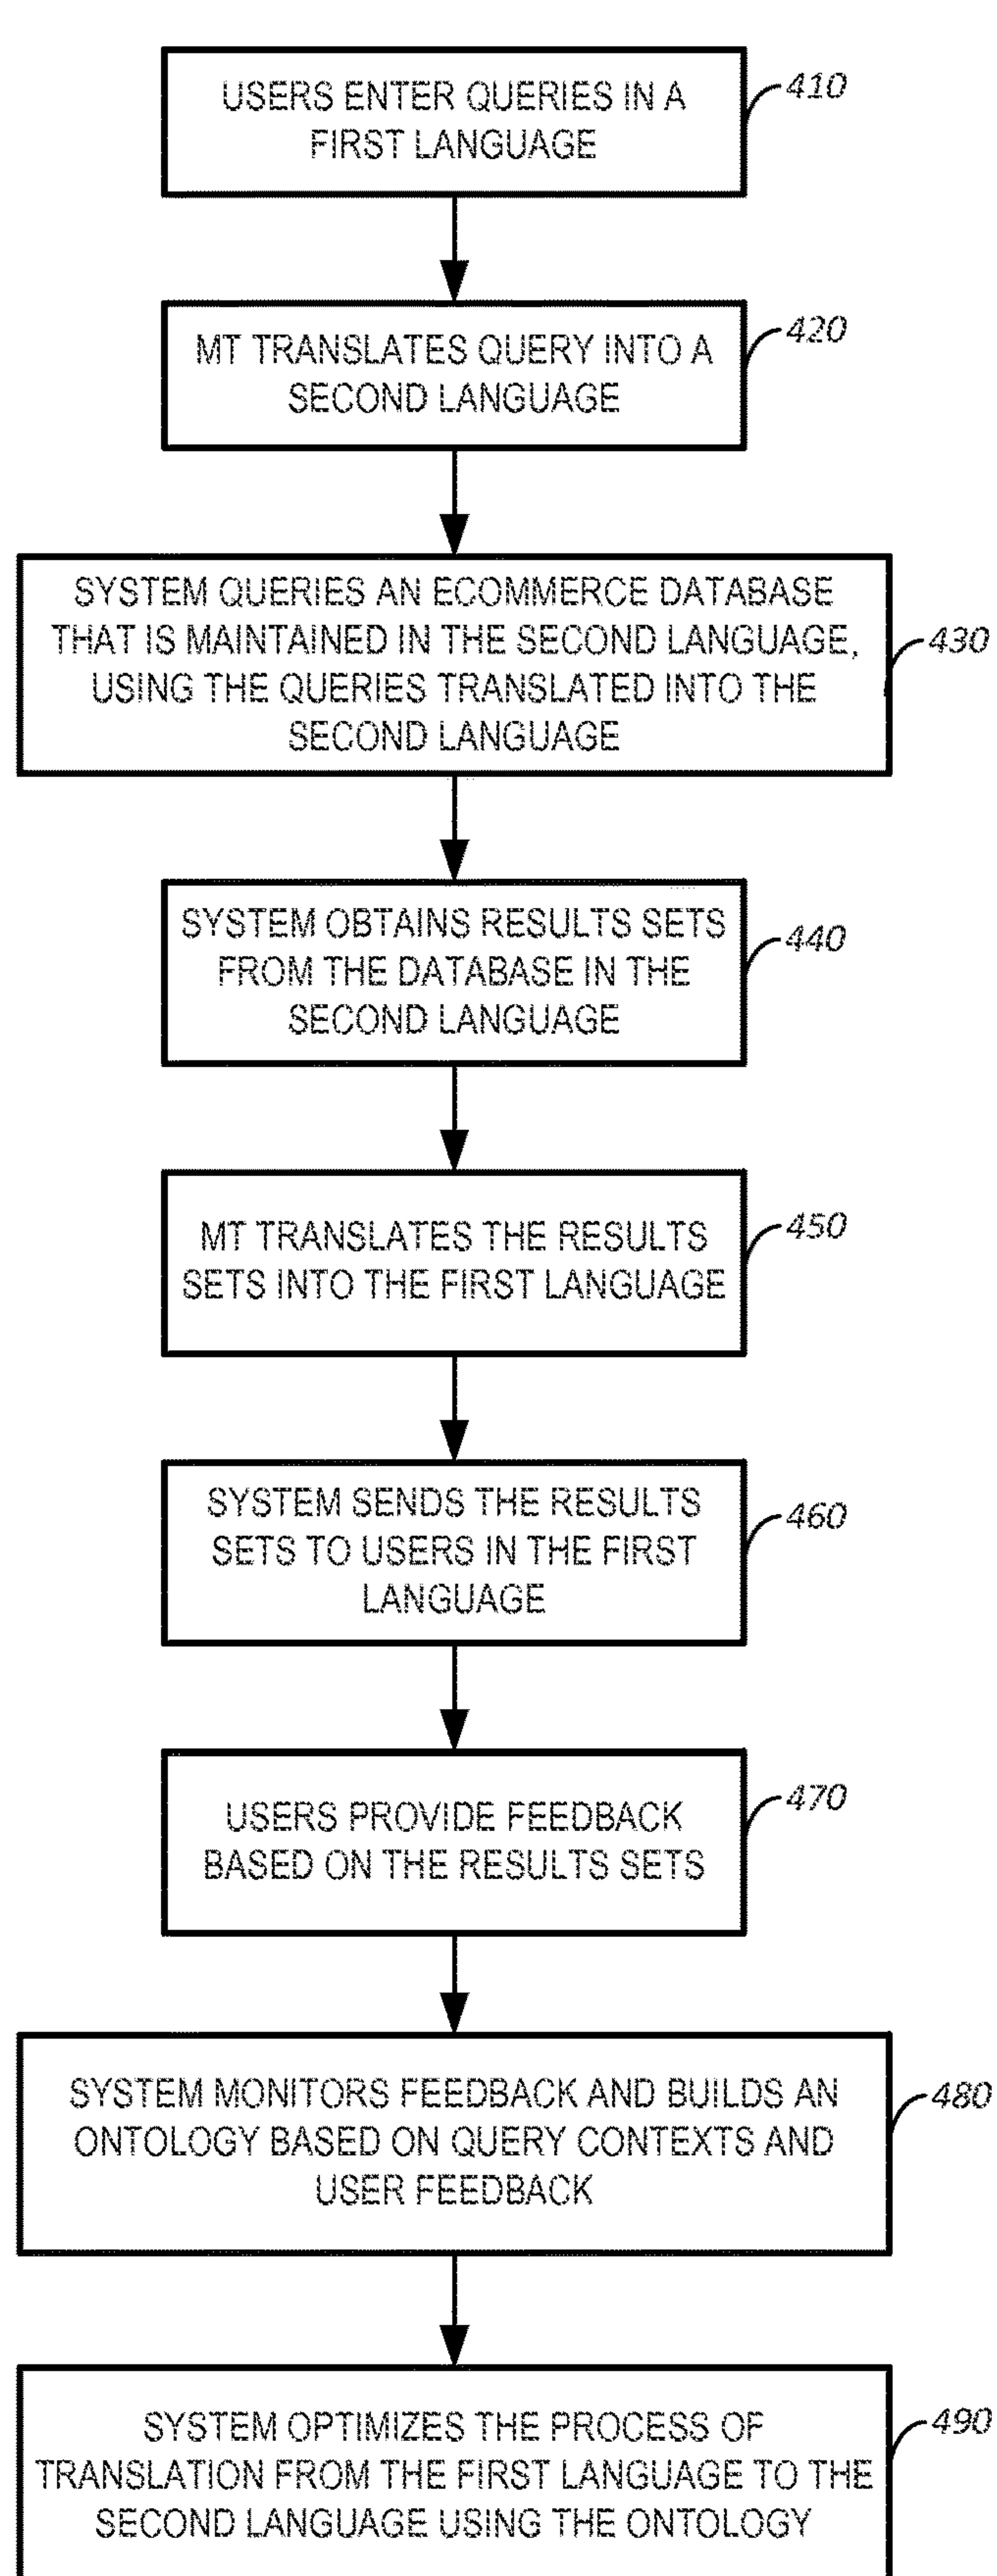 USERS ENTER QUERIES IN A
FIRST LANGUAGE
410
MT TRANSLATES QUERY INTO A
SECOND LANGUAGE
420
SYSTEM QUERIES AN ECOMMERCE DATABASE
THAT IS MAINTAINED IN THE SECOND LANGUAGE,
USING THE QUERIES TRANSLATED INTO THE
SECOND LANGUAGE
430
SYSTEM OBTAINS RESULTS SETS
FROM THE DATABASE IN THE
SECOND LANGUAGE
440
MT TRANSLATES THE RESULTS
SETS INTO THE FIRST LANGUAGE
450
SYSTEM SENDS THE RESULTS
SETS TO USERS IN THE FIRST
LANGUAGE
460
USERS PROVIDE FEEDBACK
BASED ON THE RESULTS SETS
470
SYSTEM MONITORS FEEDBACK AND BUILDS AN
ONTOLOGY BASED ON QUERY CONTEXTS AND
USER FEEDBACK
480
SYSTEM OPTIMIZES THE PROCESS OF
TRANSLATION FROM THE FIRST LANGUAGE TO THE
SECOND LANGUAGE USING THE ONTOLOGY
490